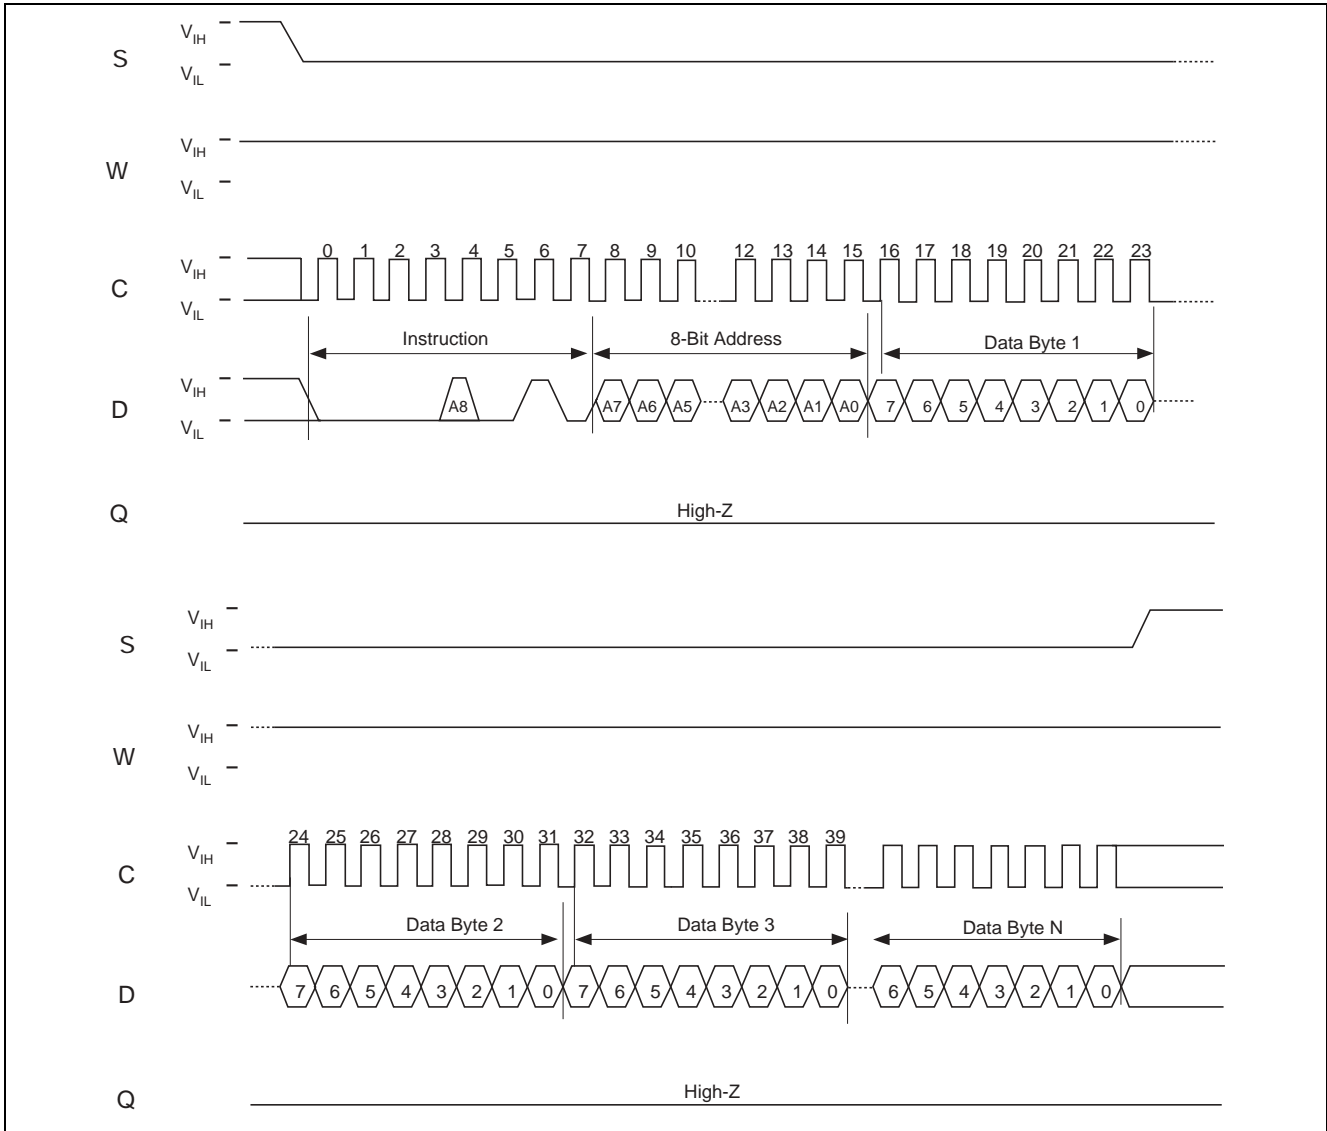 S
VIH
VIL
W
VIH
VIL
C
VIH
VIL
0 1 2 3 4 5 6 7 8 9 10 12 13 14 15 16 17 18 19 20 21 22 23
Instruction 8-Bit Address Data Byte 1
D
VIH
VIL
A8 A7 A6 A5 A3 A2 A1 A0 7 6 5 4 3 2 1 0
Q
High-Z
S
VIH
VIL
W
VIH
VIL
C
VIH
VIL
24 25 26 27 28 29 30 31 32 33 34 35 36 37 38 39
Data Byte 2 Data Byte 3 Data Byte N
D
7 6 5 4 3 2 1 0 7 6 5 4 3 2 1 0 6 5 4 3 2 1 0
Q
High-Z